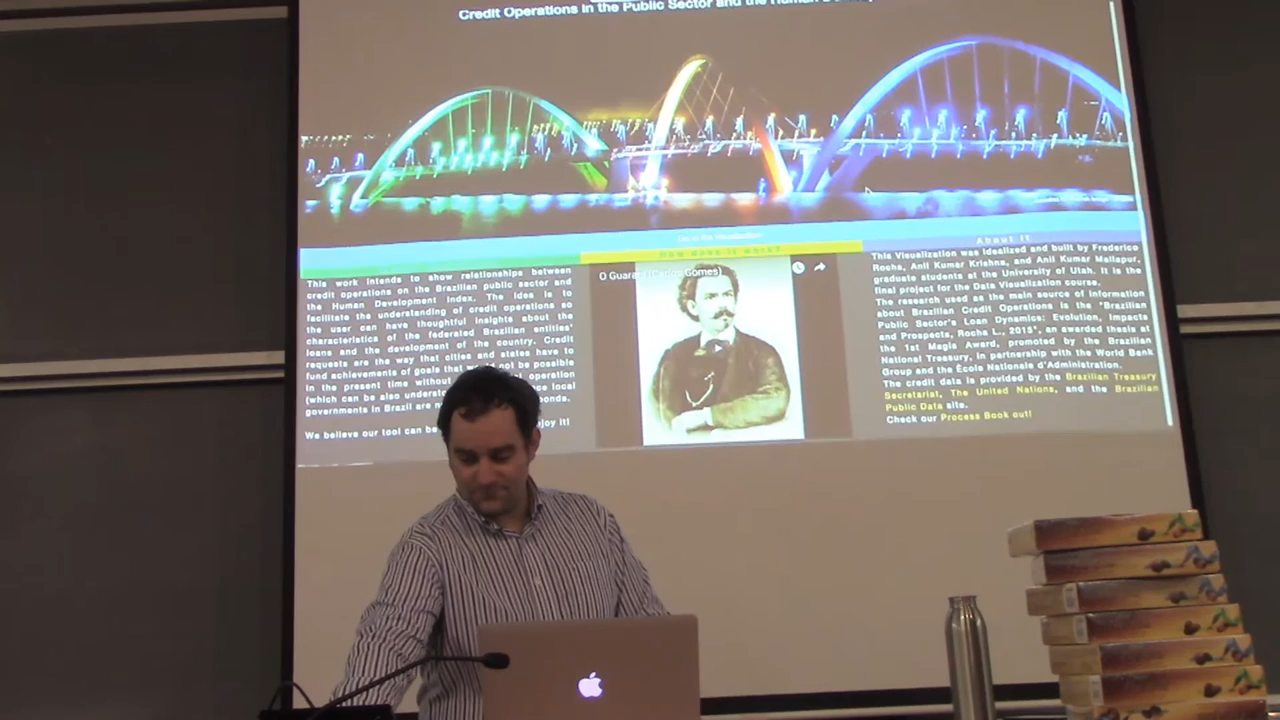 Credit Operations in the Public Sector and the Human
How does it work?
About it
O Guarani (Carlos Gomes)
This work intends to show relationships between
credit operations on the Brazilian public sector and
the Human Development Index. The idea is to
facilitate the understanding of credit operations so
the user can have thoughtful insights about the
characteristics of the federated Brazilian entities'
loans and the development of the country. Credit
requests are the way that cities and states have to
fund achievements of goals that not be possible
in the present time without operation
(which can also be local
governments in Brazil are
We believe our tool can be
This Visualization was idealized and built by Frederico
Rocha, Anil Kumar Krishna, and Anil Kumar Mallapur,
graduate students at the University of Utah. It is the
final project for the Data Visualization course.
The research used as the main source of information
about Brazilian Credit Operations is the "Brazilian
Public Sector's Loan Dynamics: Evolution, Impacts
and Prospects, Rocha L., 2015", an awarded thesis at
the 1st Magis Award, promoted by the Brazilian
National Treasury, in partnership with the World Bank
Group and the École Nationale d'Administration.
The credit data is provided by the Brazilian Treasury
Secretariat, The United Nations, and the Brazilian
Public Data site.
Check our Process Book out!